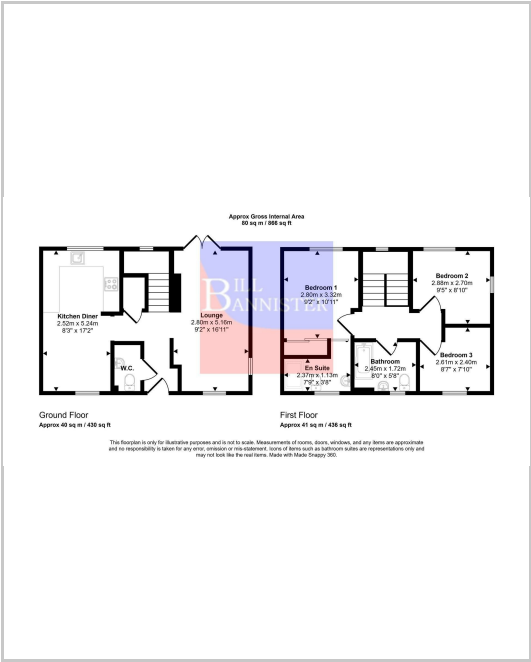 Approx Gross Internal Area
80 sq m / 866 sq ft
BILL
BANNISTER
Kitchen Diner
2.52m x 5.24m
8'3" x 17'2"
Lounge
2.80m x 5.16m
9'2" x 16'11"
W.C.
Bedroom 1
2.80m x 3.32m
9'2" x 10'11"
Bedroom 2
2.88m x 2.70m
9'5" x 8'10"
Bedroom 3
2.61m x 2.40m
8'7" x 7'10"
En Suite
2.37m x 1.13m
7'9" x 3'8"
Bathroom
2.45m x 1.72m
8'0" x 5'8"
Ground Floor
Approx 40 sq m / 430 sq ft
First Floor
Approx 41 sq m / 436 sq ft
This floorplan is only for illustrative purposes and is not to scale. Measurements of rooms, doors, windows, and any items are approximate
and no responsibility is taken for any error, omission or mis-statement. Icons of items such as bathroom suites are representations only and
may not look like the real items. Made with Made Snappy 360.